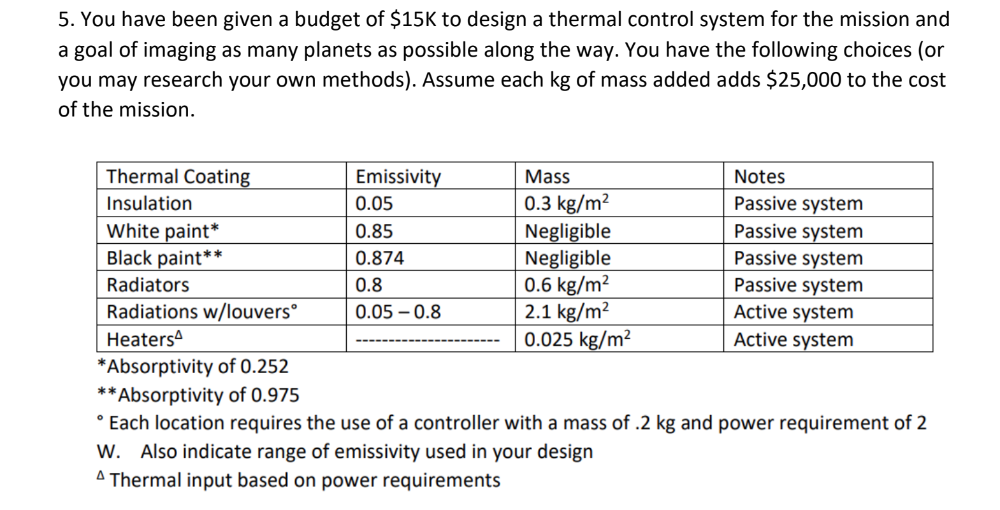 5. You have been given a budget of $15K to design a thermal control system for the mission and
a goal of imaging as many planets as possible along the way. You have the following choices (or
you may research your own methods). Assume each kg of mass added adds $25,000 to the cost
of the mission.
Thermal Coating Emissivity Mass Notes
Insulation 0.05 0.3 kg/m² Passive system
White paint* 0.85 Negligible Passive system
Black paint** 0.874 Negligible Passive system
Radiators 0.8 0.6 kg/m² Passive system
Radiations w/louvers° 0.05 – 0.8 2.1 kg/m² Active system
Heaters^Δ ---------------------- 0.025 kg/m² Active system
*Absorptivity of 0.252
**Absorptivity of 0.975
° Each location requires the use of a controller with a mass of .2 kg and power requirement of 2
W. Also indicate range of emissivity used in your design
Δ Thermal input based on power requirements